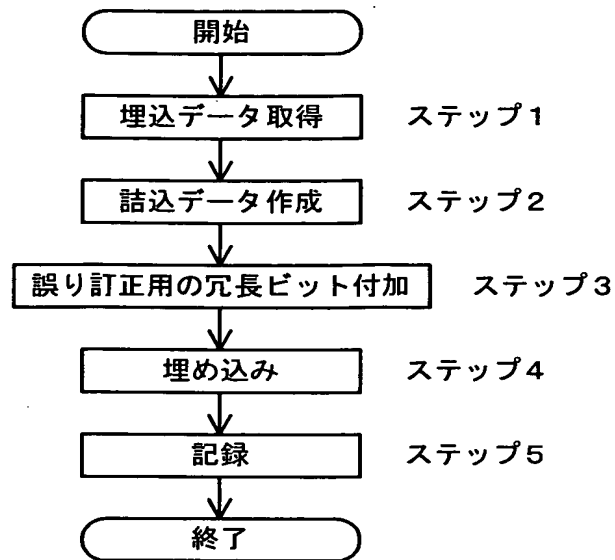 開始
埋込データ取得 ステップ1
詰込データ作成 ステップ2
誤り訂正用の冗長ビット付加 ステップ3
埋め込み ステップ4
記録 ステップ5
終了